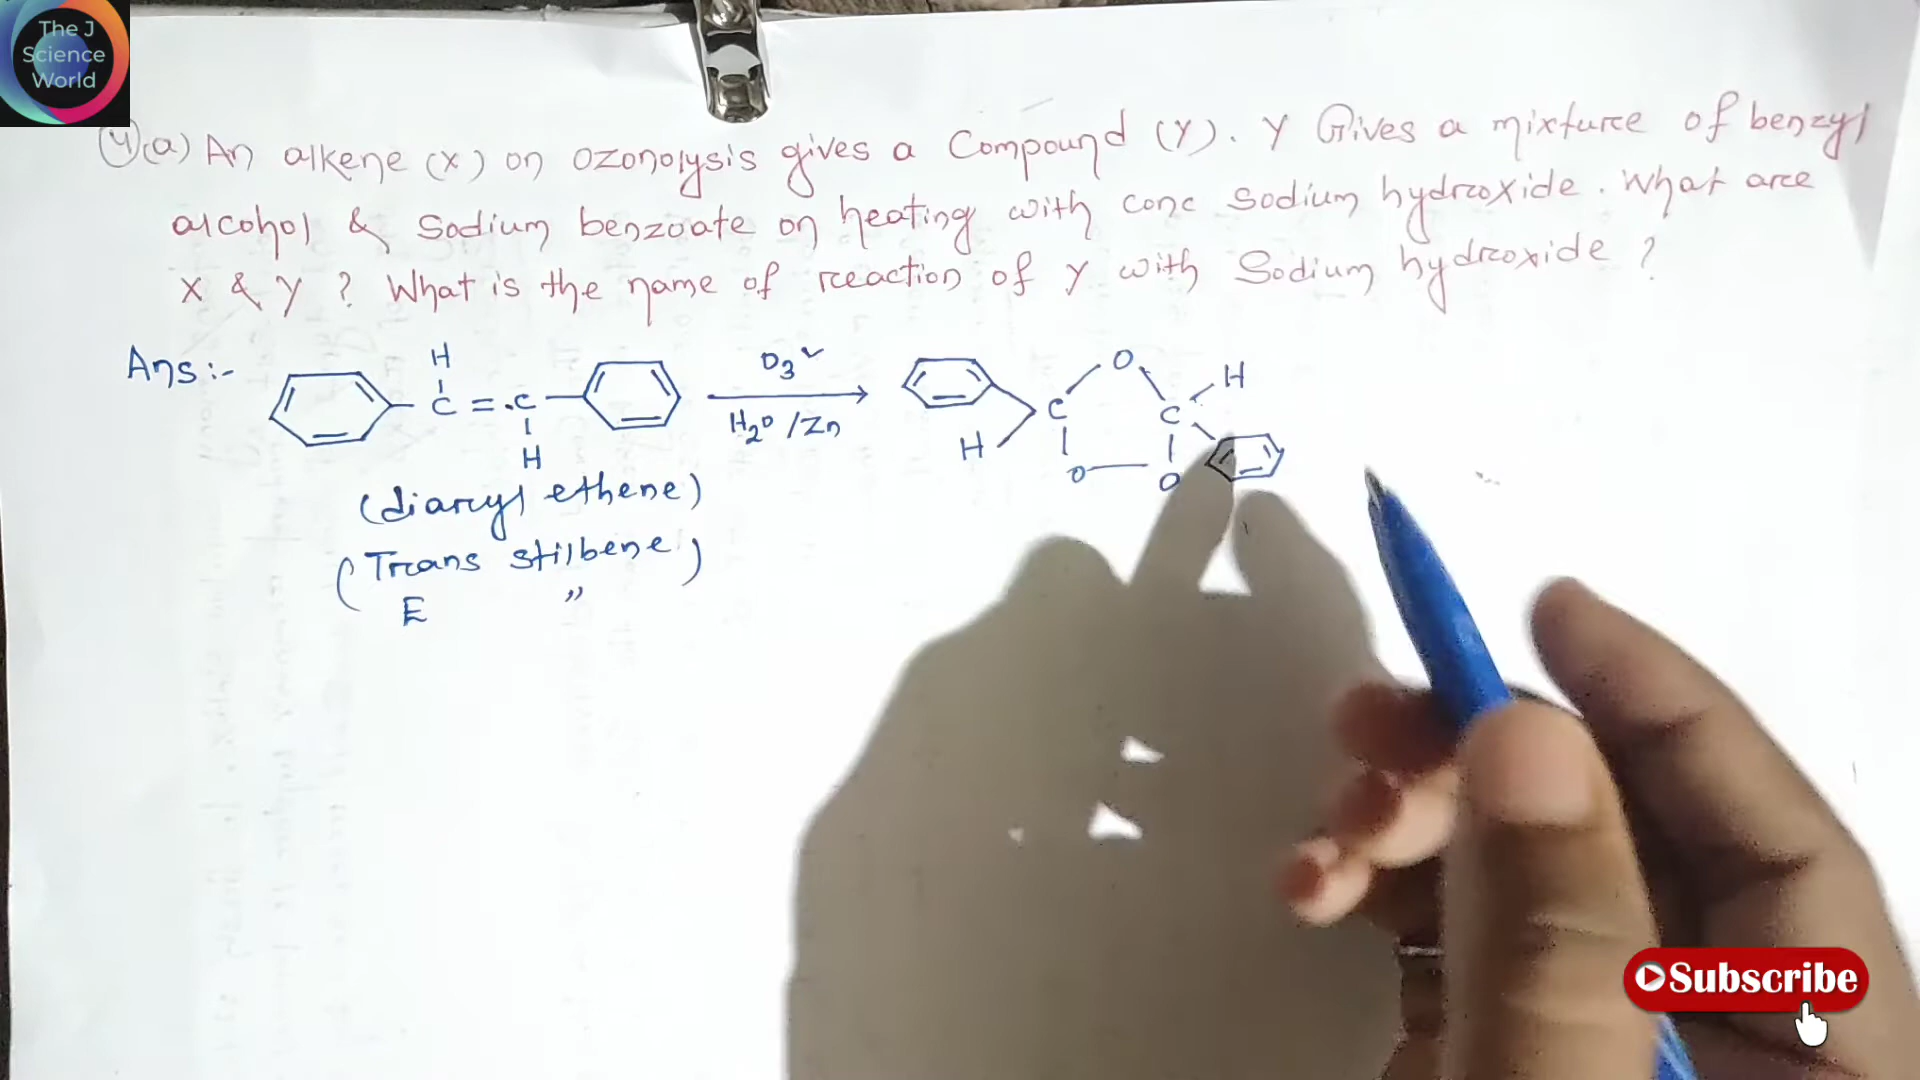 The J
Science
World
4(a) An alkene (x) on ozonolysis gives a Compound (Y). Y Gives a mixture of benzyl
alcohol & Sodium benzoate on heating with conc Sodium hydroxide. What are
X & Y ? What is the name of reaction of Y with Sodium hydroxide ?
Ans :-
H
C = C
H
O3
H2O / Zn
O
H
C
C
H
O
O
(diaryl ethene)
(Trans stilbene)
E "
Subscribe